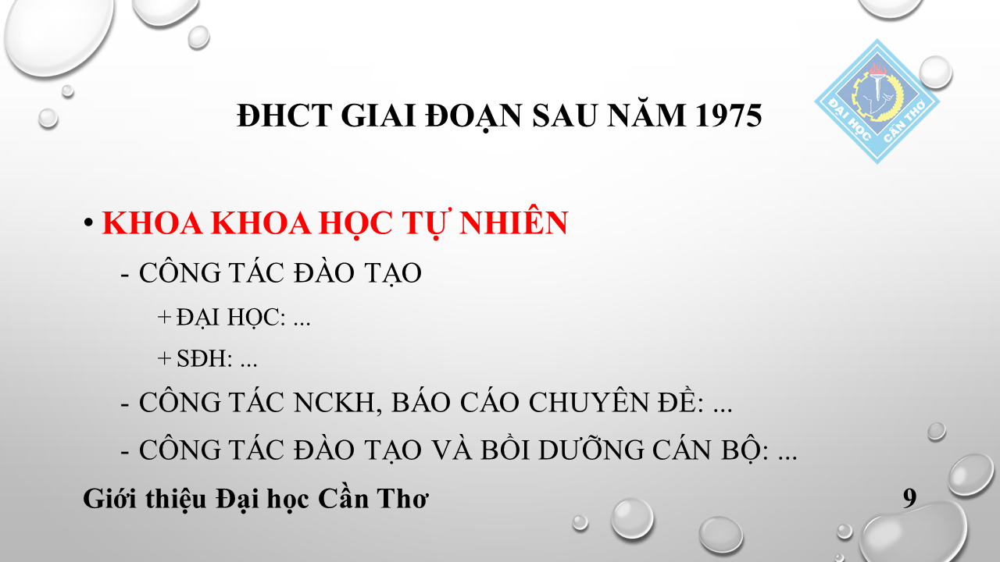 ĐHCT GIAI ĐOẠN SAU NĂM 1975
ĐẠI HỌC CẦN THƠ
• KHOA KHOA HỌC TỰ NHIÊN
- CÔNG TÁC ĐÀO TẠO
+ ĐẠI HỌC: ...
+ SĐH: ...
- CÔNG TÁC NCKH, BÁO CÁO CHUYÊN ĐỀ: ...
- CÔNG TÁC ĐÀO TẠO VÀ BỒI DƯỠNG CÁN BỘ: ...
Giới thiệu Đại học Cần Thơ 9